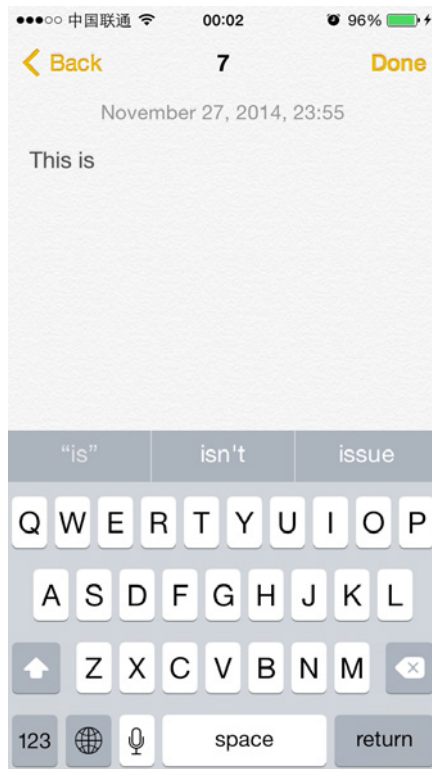 中国联通 00:02 96%
Back 7 Done
November 27, 2014, 23:55
This is
“is” isn't issue
Q W E R T Y U I O P
A S D F G H J K L
Z X C V B N M
123 space return